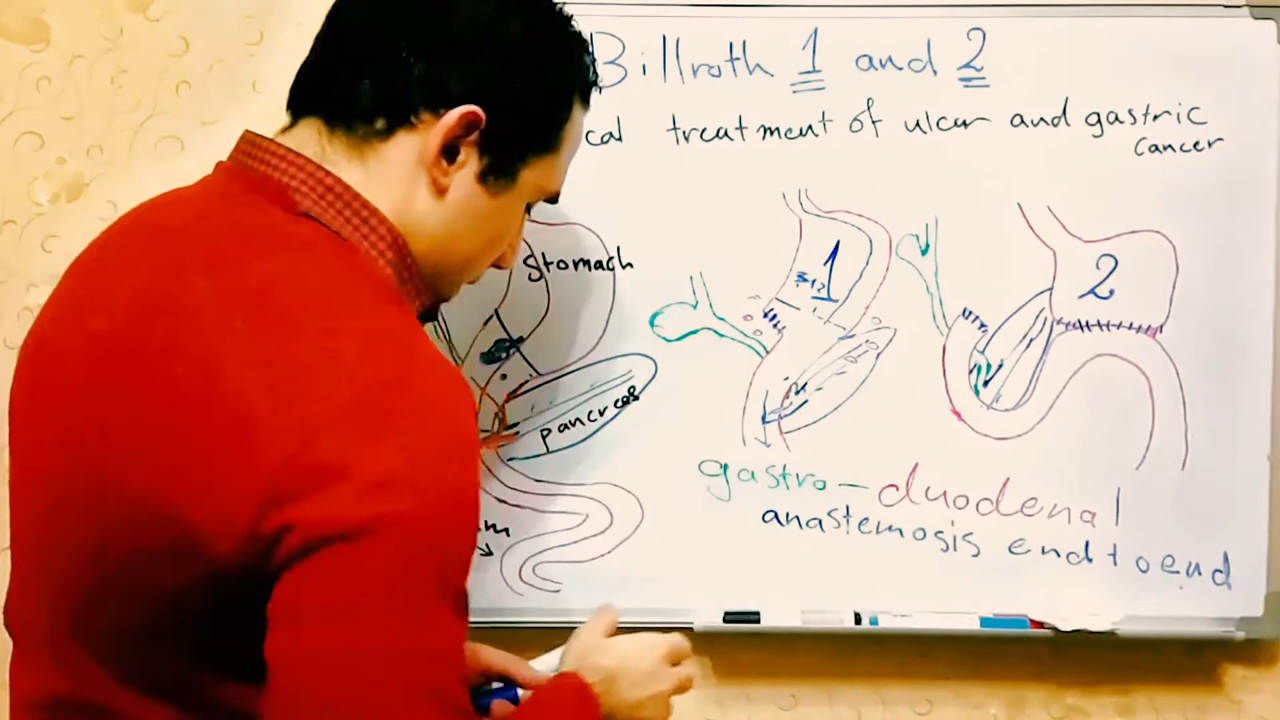 Billroth 1 and 2
cal treatment of ulcer and gastric
cancer
stomach
1
2
pancreas
gastro-duodenal
anastemosis end to end